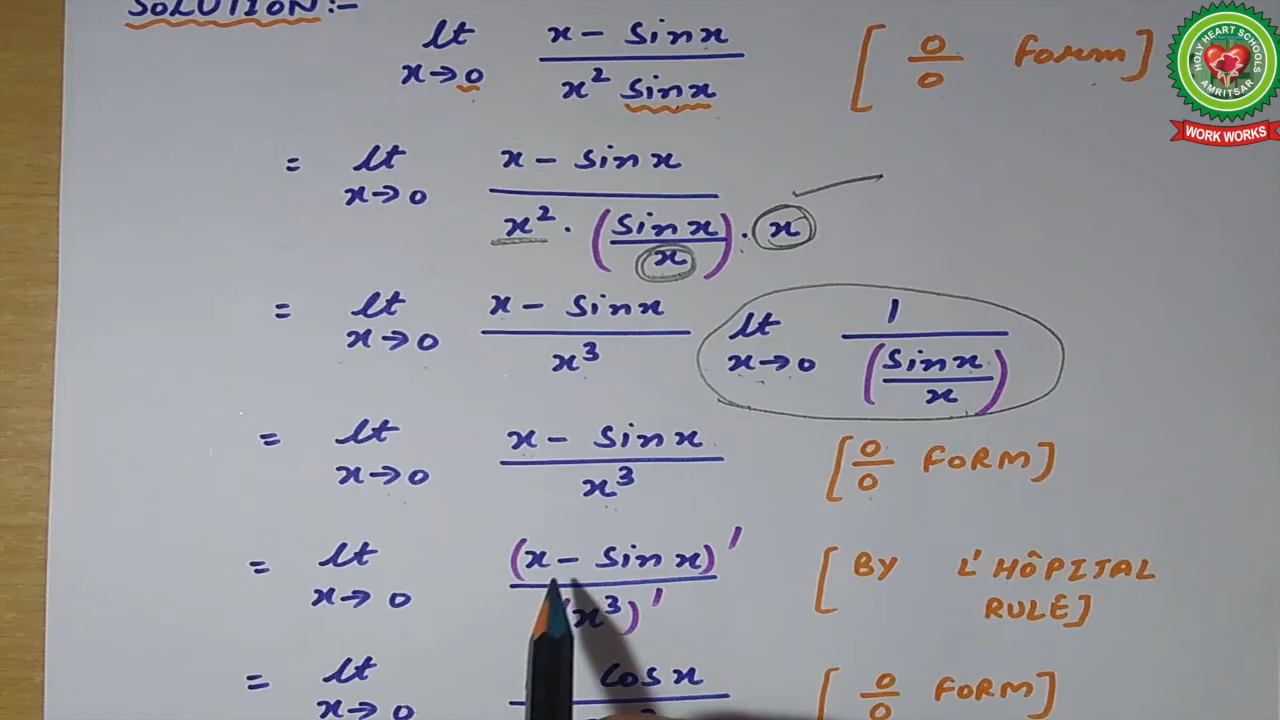 SOLUTION:-
lt x→0 x - sinx / x² sinx [ 0/0 form ]
= lt x→0 x - sinx / x² · (sinx / x) · x
= lt x→0 x - sinx / x³ lt x→0 1 / (sinx / x)
= lt x→0 x - sinx / x³ [ 0/0 FORM ]
= lt x→0 (x - sinx)' / (x³)' [ BY L'HÔPITAL RULE ]
= lt x→0 cosx [ 0/0 FORM ]
HOLY HEART SCHOOLS
AMRITSAR
WORK WORKS